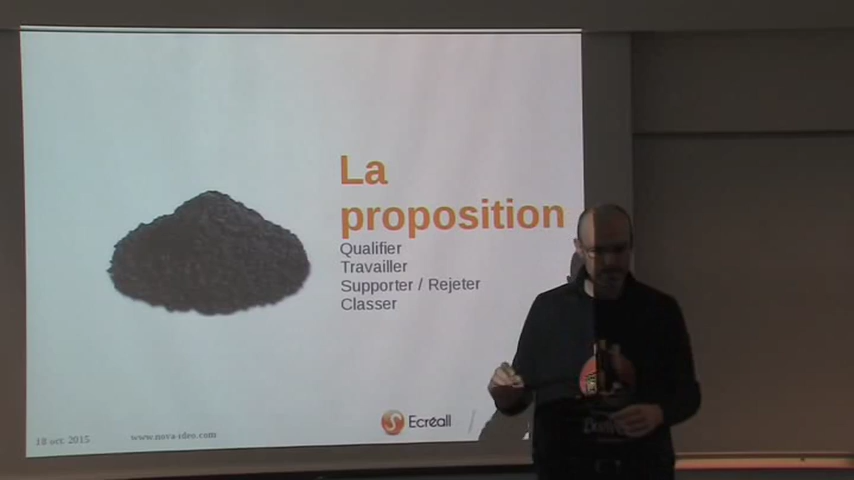 La
proposition
Qualifier
Travailler
Supporter / Rejeter
Classer
Ecréall
18 oct. 2015
www.nova-ideo.com